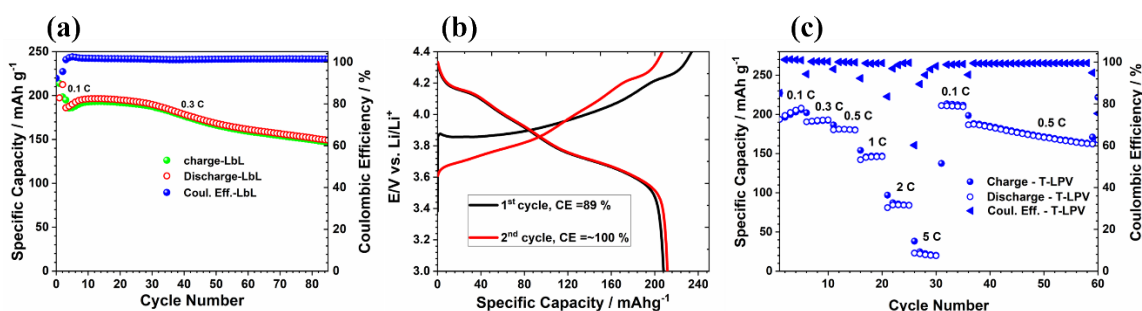 (a)
250
200
150
100
50
0
Specific Capacity / mAh g-1
0.1 C
0.3 C
charge-LbL
Discharge-LbL
Coul. Eff.-LbL
0 10 20 30 40 50 60 70 80
Cycle Number
100
80
60
40
20
0
Coulombic Efficiency / %
(b)
4.4
4.2
4.0
3.8
3.6
3.4
3.2
3.0
E/V vs. Li/Li+
1st cycle, CE =89 %
2nd cycle, CE =~100 %
0 40 80 120 160 200 240
Specific Capacity / mAhg-1
(c)
250
200
150
100
50
0
Specific Capacity / mAh g-1
0.1 C
0.3 C
0.5 C
1 C
2 C
5 C
0.1 C
0.5 C
Charge - T-LPV
Discharge - T-LPV
Coul. Eff. - T-LPV
10 20 30 40 50 60
Cycle Number
100
80
60
40
20
0
Coulombic Efficiency / %